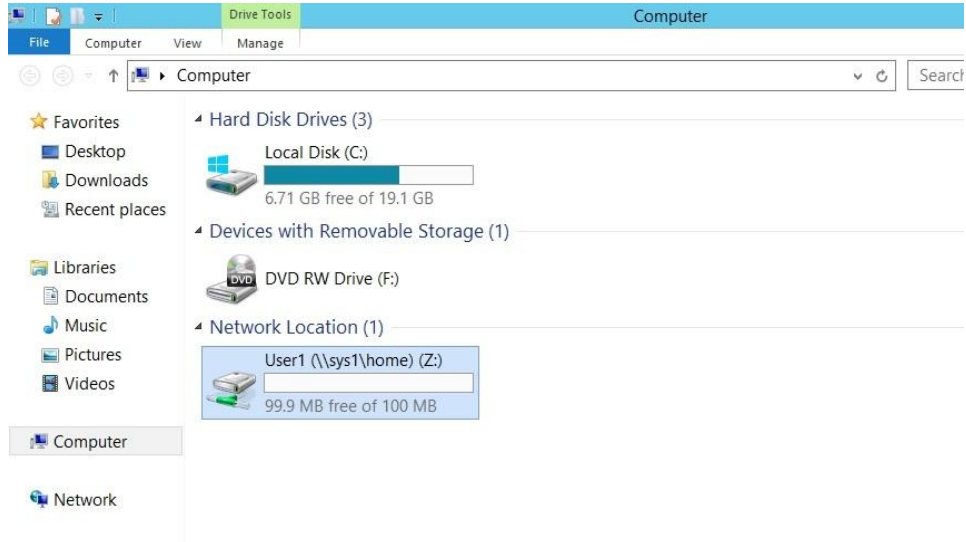 Drive Tools
Computer
File
Computer
View
Manage
Computer
Search
Favorites
Desktop
Downloads
Recent places
Libraries
Documents
Music
Pictures
Videos
Computer
Network
Hard Disk Drives (3)
Local Disk (C:)
6.71 GB free of 19.1 GB
Devices with Removable Storage (1)
DVD
DVD RW Drive (F:)
Network Location (1)
User1 (\\sys1\home) (Z:)
99.9 MB free of 100 MB